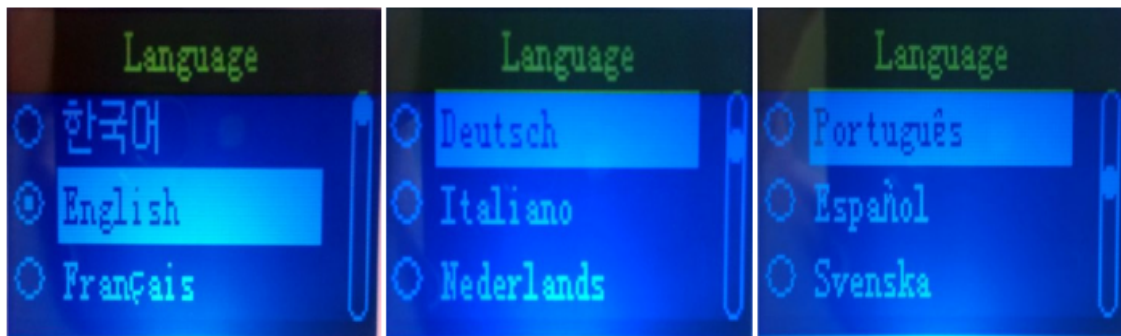 Language
한국어
English
Français
Language
Deutsch
Italiano
Nederlands
Language
Português
Español
Svenska